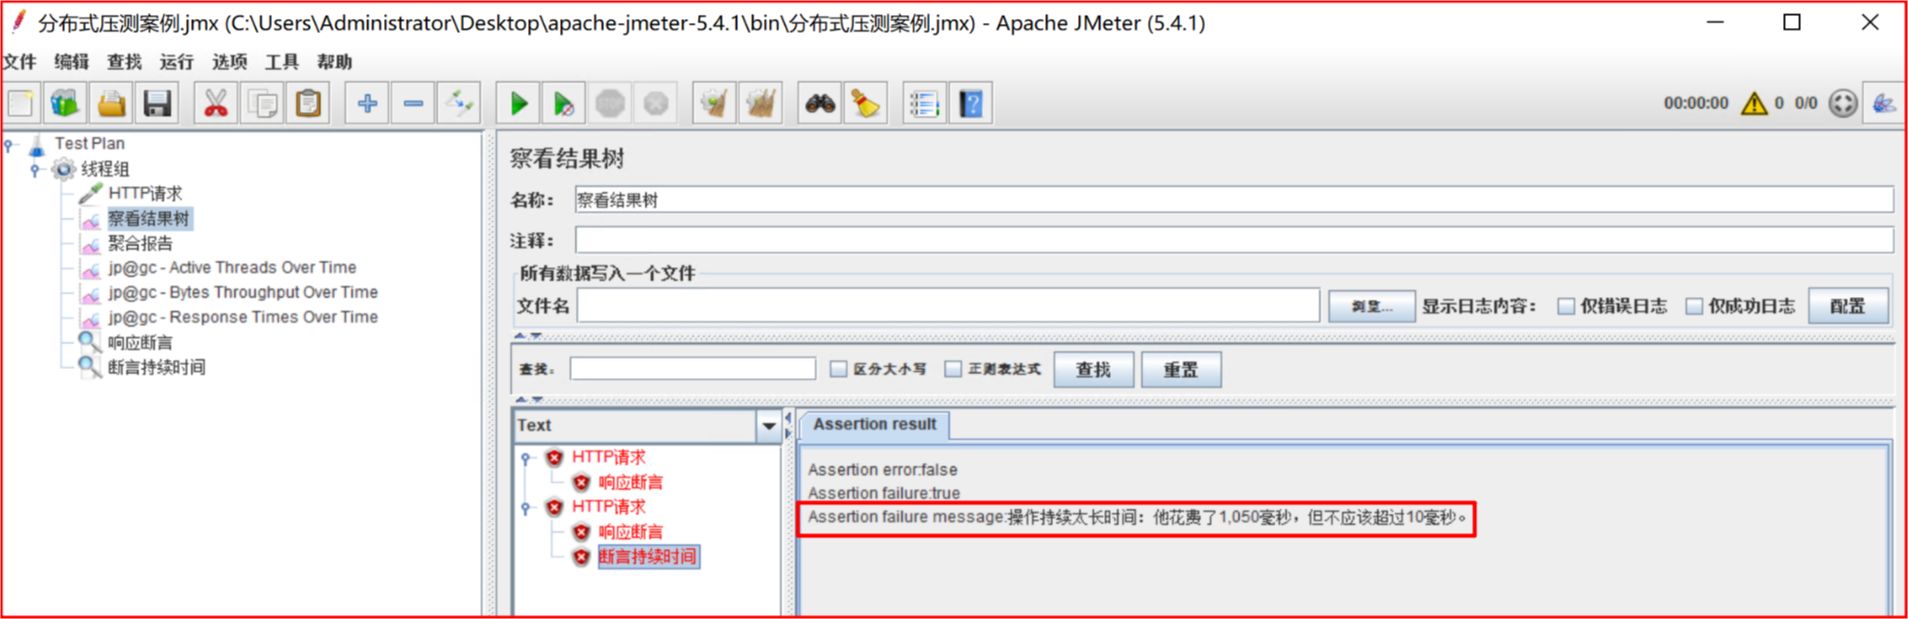 分布式压测案例.jmx (C:\Users\Administrator\Desktop\apache-jmeter-5.4.1\bin\分布式压测案例.jmx) - Apache JMeter (5.4.1)
文件 编辑 查找 运行 选项 工具 帮助
00:00:00 0 0/0
Test Plan
线程组
HTTP请求
察看结果树
聚合报告
jp@gc - Active Threads Over Time
jp@gc - Bytes Throughput Over Time
jp@gc - Response Times Over Time
响应断言
断言持续时间
察看结果树
名称： 察看结果树
注释：
所有数据写入一个文件
文件名 浏览... 显示日志内容： 仅错误日志 仅成功日志 配置
查找: 区分大小写 正则表达式 查找 重置
Text
HTTP请求
响应断言
HTTP请求
响应断言
断言持续时间
Assertion result
Assertion error:false
Assertion failure:true
Assertion failure message:操作持续太长时间：他花费了1,050毫秒，但不应该超过10毫秒。